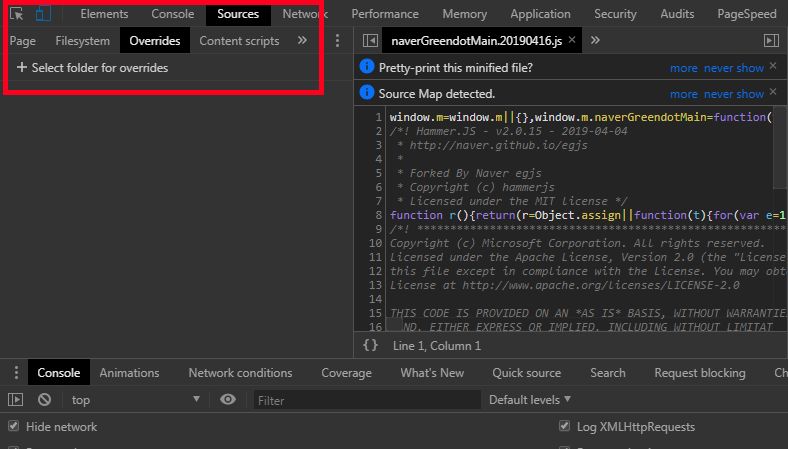 Elements Console Sources Network Performance Memory Application Security Audits PageSpeed
Page Filesystem Overrides Content scripts »
naverGreendotMain.20190416.js × »
+ Select folder for overrides
Pretty-print this minified file? more never show ×
Source Map detected. more never show ×
1 window.m=window.m||{},window.m.naverGreendotMain=function(
2 /*! Hammer.JS - v2.0.15 - 2019-04-04
3 * http://naver.github.io/egjs
4 *
5 * Forked By Naver egjs
6 * Copyright (c) hammerjs
7 * Licensed under the MIT license */
8 function r(){return(r=Object.assign||function(t){for(var e=1
9 /*! *****************************************************
10 Copyright (c) Microsoft Corporation. All rights reserved.
11 Licensed under the Apache License, Version 2.0 (the "License
12 this file except in compliance with the License. You may obt
13 License at http://www.apache.org/licenses/LICENSE-2.0
14
15 THIS CODE IS PROVIDED ON AN *AS IS* BASIS, WITHOUT WARRANTIE
16 KIND, EITHER EXPRESS OR IMPLIED, INCLUDING WITHOUT LIMITAT
{} Line 1, Column 1
Console Animations Network conditions Coverage What's New Quick source Search Request blocking Ch
top Filter Default levels
Hide network Log XMLHttpRequests